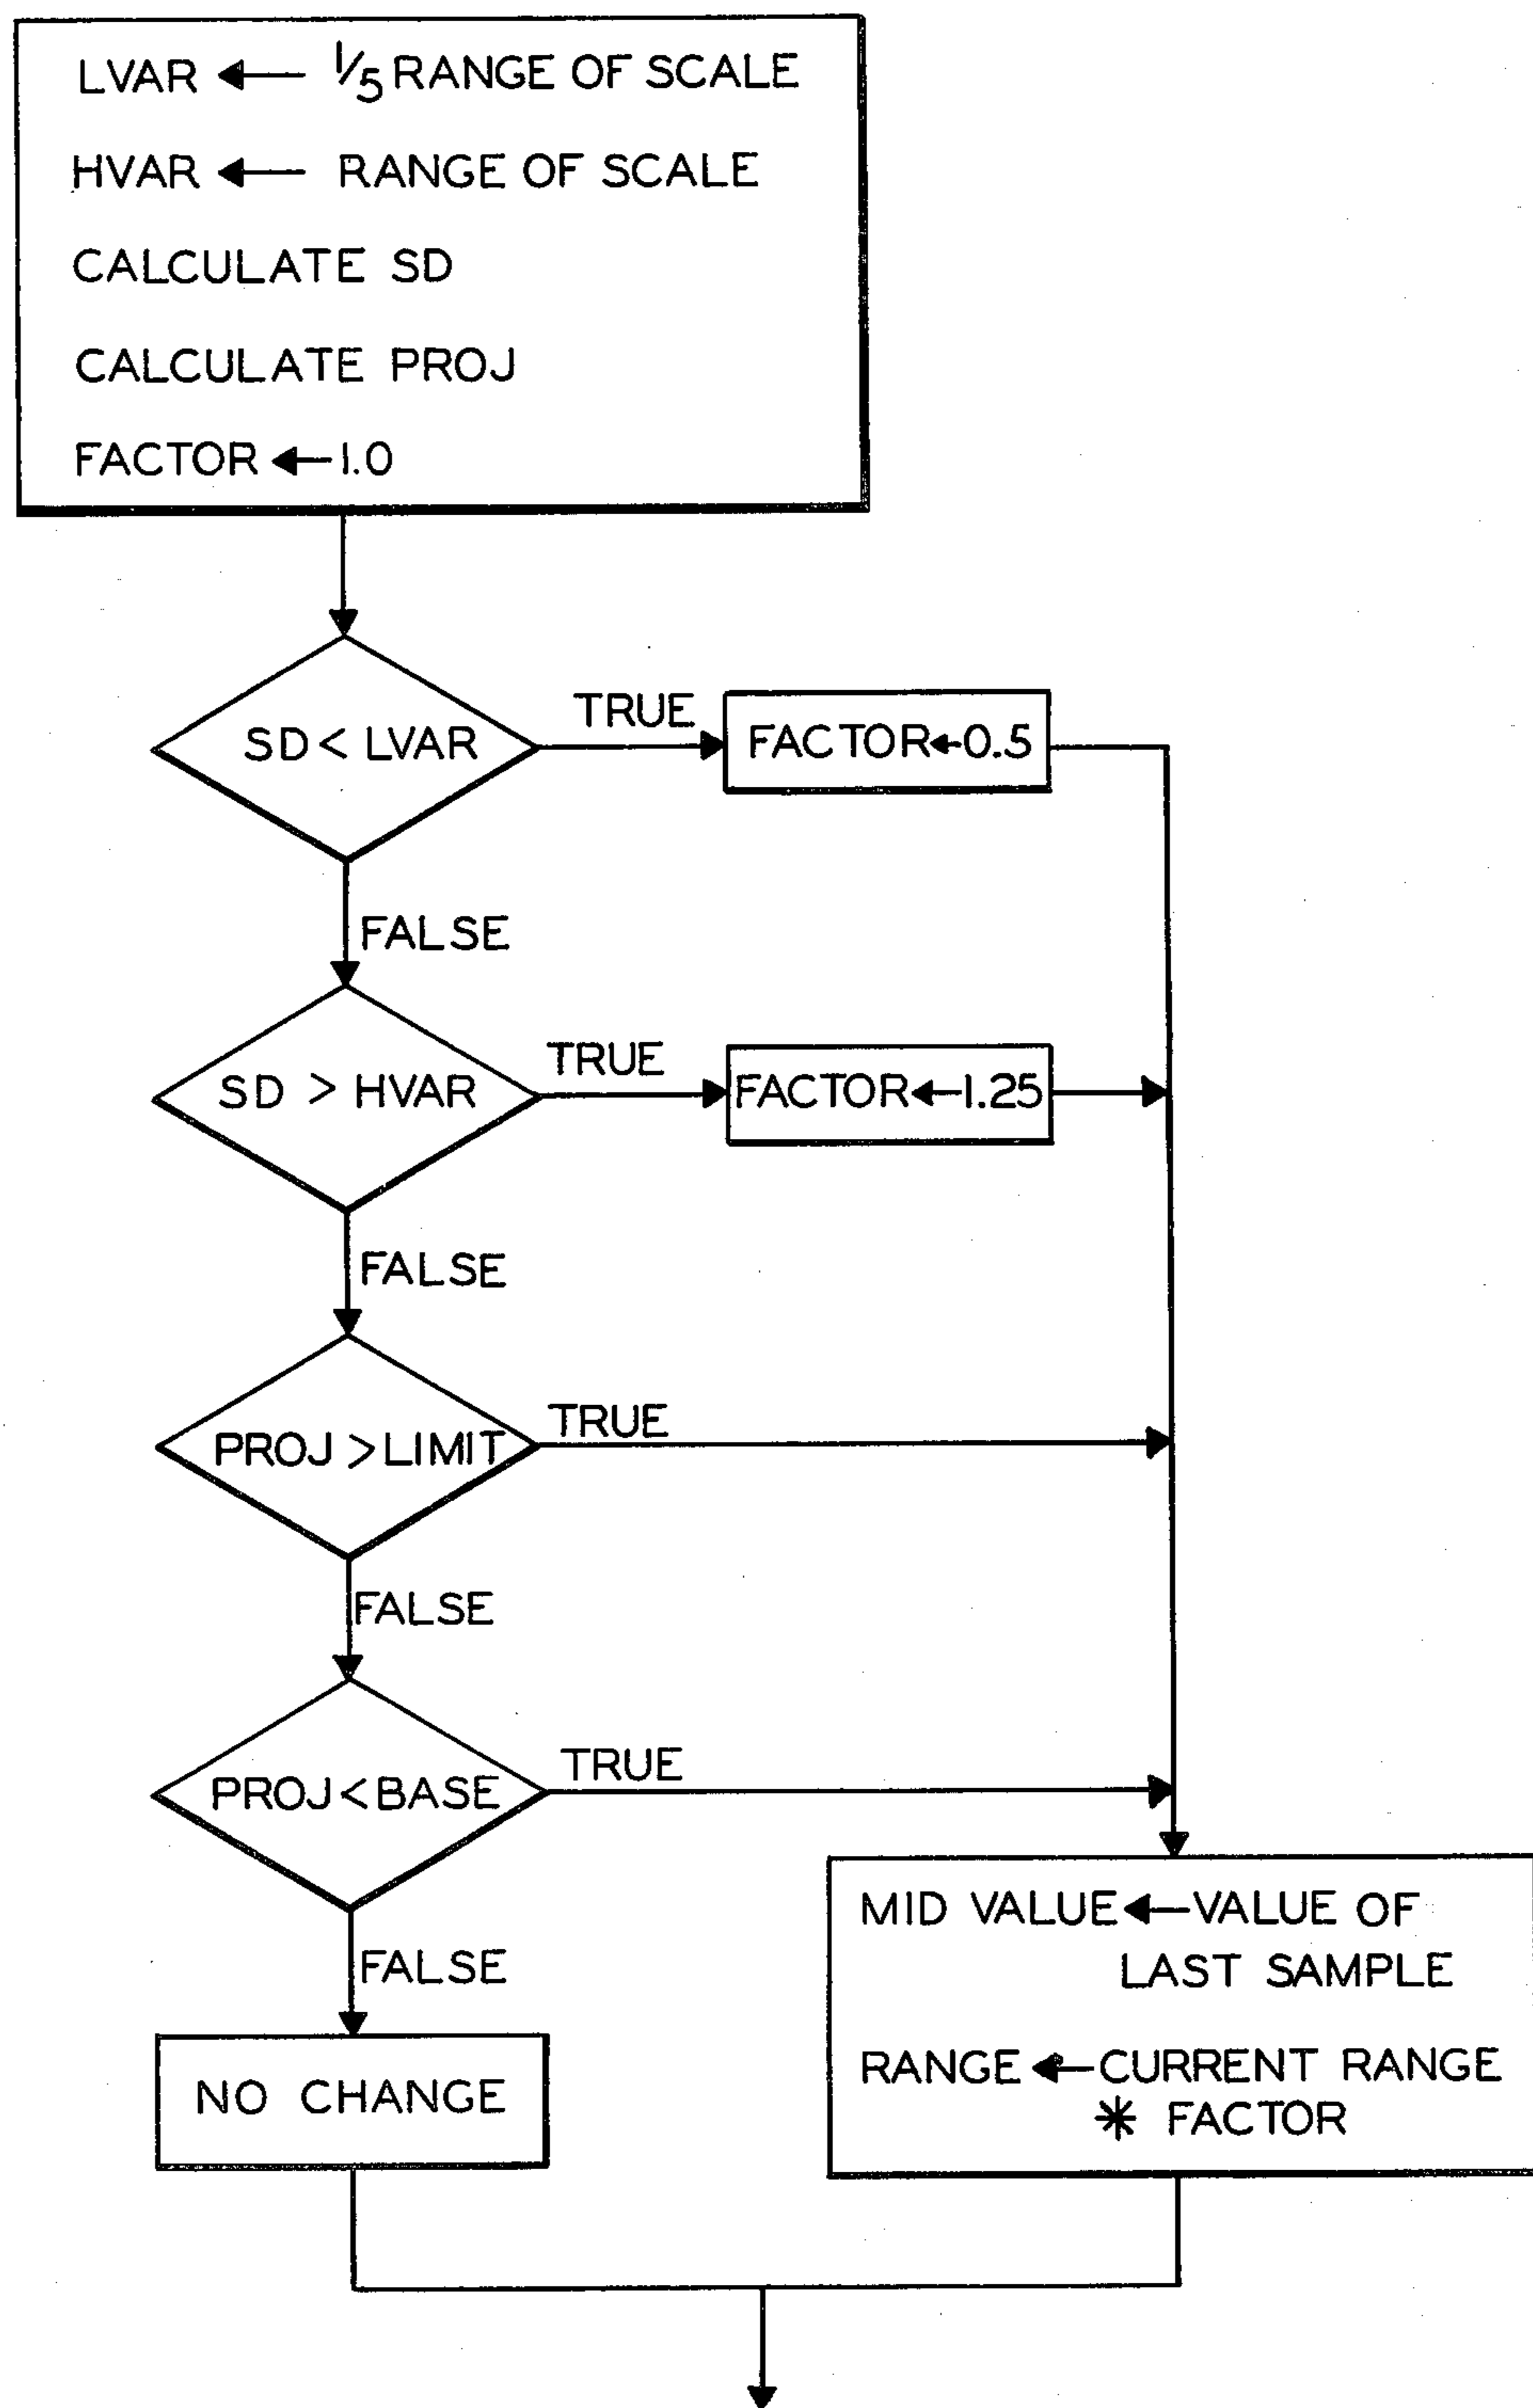 LVAR ← 1/5 RANGE OF SCALE
HVAR ← RANGE OF SCALE
CALCULATE SD
CALCULATE PROJ
FACTOR ← 1.0
SD < LVAR
TRUE
FACTOR ← 0.5
FALSE
SD > HVAR
TRUE
FACTOR ← 1.25
FALSE
PROJ > LIMIT
TRUE
FALSE
PROJ < BASE
TRUE
FALSE
NO CHANGE
MID VALUE ← VALUE OF
LAST SAMPLE
RANGE ← CURRENT RANGE
* FACTOR